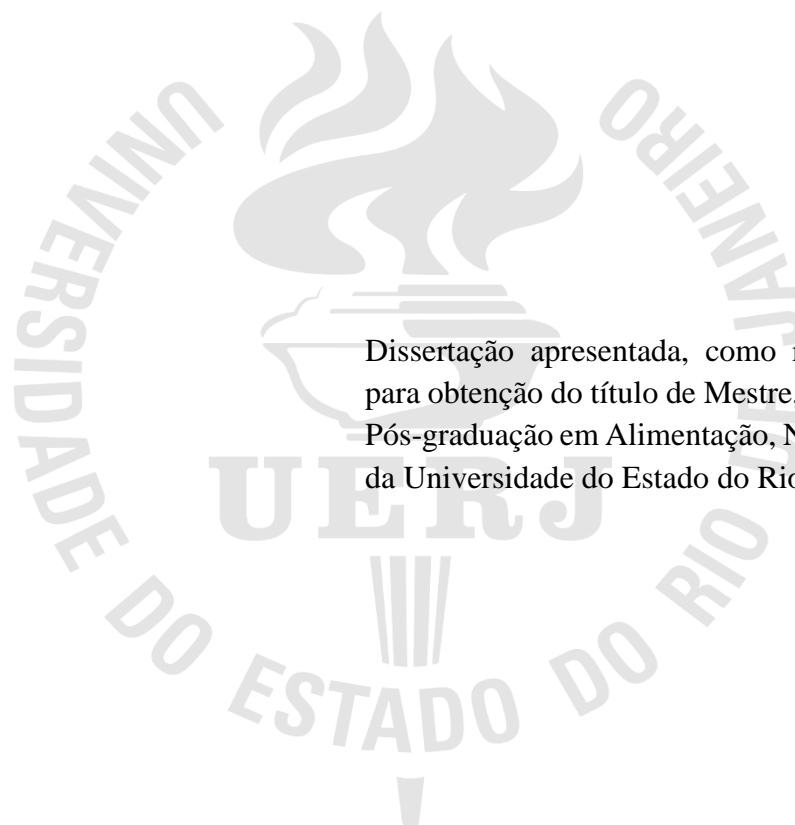 UNIVERSIDADE DO ESTADO DO RIO DE JANEIRO
UERJ
Dissertação apresentada, como
para obtenção do título de Mestre,
Pós-graduação em Alimentação,
da Universidade do Estado do Rio